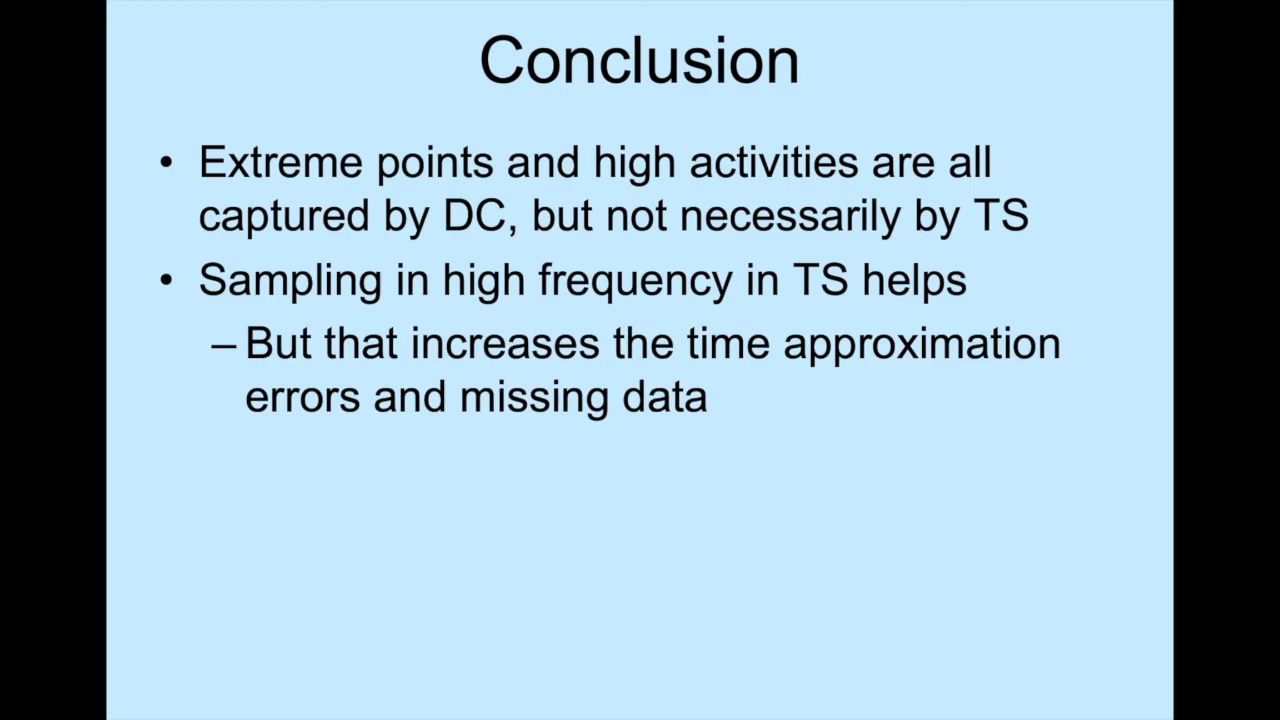 Conclusion
• Extreme points and high activities are all
captured by DC, but not necessarily by TS
• Sampling in high frequency in TS helps
– But that increases the time approximation
errors and missing data